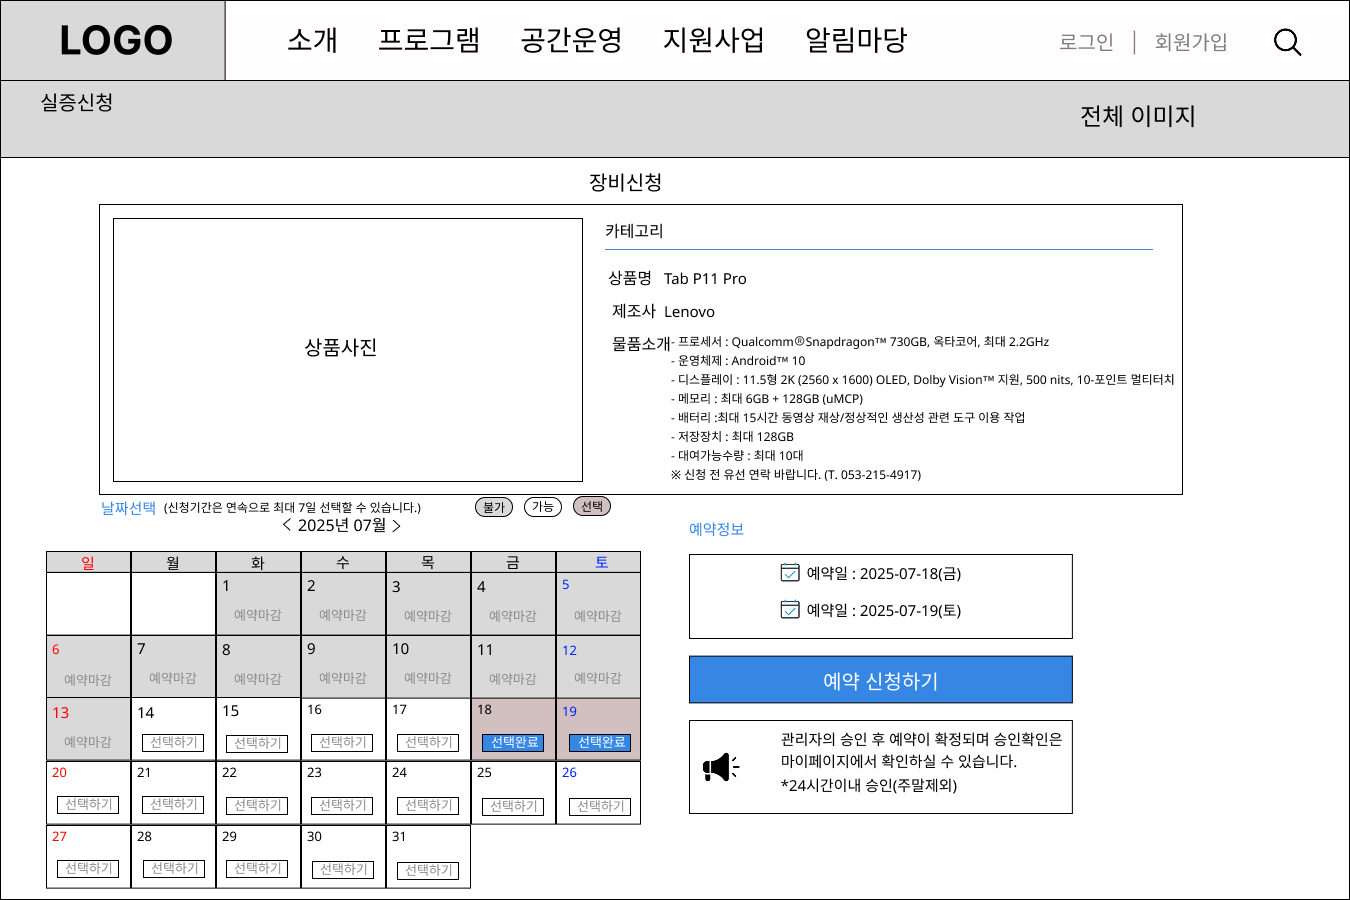 LOGO 소개 프로그램 공간운영 지원사업 알림마당 로그인 | 회원가입
실증신청
전체 이미지
장비신청
상품사진
카테고리
상품명 Tab P11 Pro
제조사 Lenovo
물품소개 - 프로세서 : Qualcomm®Snapdragon™ 730GB, 옥타코어, 최대 2.2GHz
- 운영체제 : Android™ 10
- 디스플레이 : 11.5형 2K (2560 x 1600) OLED, Dolby Vision™ 지원, 500 nits, 10-포인트 멀티터치
- 메모리 : 최대 6GB + 128GB (uMCP)
- 배터리 :최대 15시간 동영상 재상/정상적인 생산성 관련 도구 이용 작업
- 저장장치 : 최대 128GB
- 대여가능수량 : 최대 10대
※ 신청 전 유선 연락 바랍니다. (T. 053-215-4917)
날짜선택 (신청기간은 연속으로 최대 7일 선택할 수 있습니다.) 불가 가능 선택
< 2025년 07월 >
일 월 화 수 목 금 토
1 2 3 4 5
예약마감 예약마감 예약마감 예약마감 예약마감
6 7 8 9 10 11 12
예약마감 예약마감 예약마감 예약마감 예약마감 예약마감 예약마감
13 14 15 16 17 18 19
예약마감 선택하기 선택하기 선택하기 선택하기 선택완료 선택완료
20 21 22 23 24 25 26
선택하기 선택하기 선택하기 선택하기 선택하기 선택하기 선택하기
27 28 29 30 31
선택하기 선택하기 선택하기 선택하기 선택하기
예약정보
예약일 : 2025-07-18(금)
예약일 : 2025-07-19(토)
예약 신청하기
관리자의 승인 후 예약이 확정되며 승인확인은
마이페이지에서 확인하실 수 있습니다.
*24시간이내 승인(주말제외)